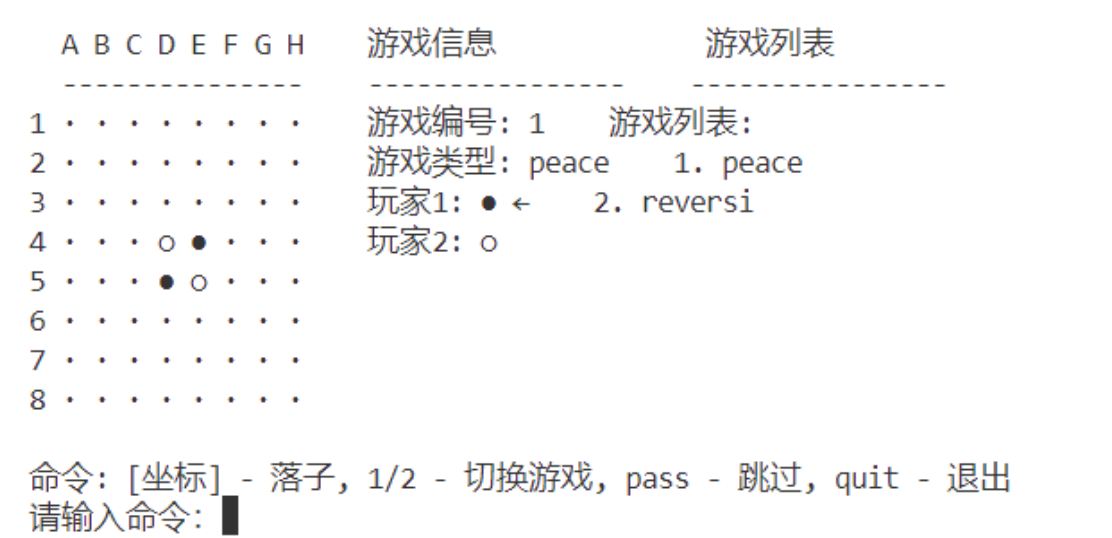 A B C D E F G H 游戏信息 游戏列表
--------------- ---------------- ----------------
1 · · · · · · · · 游戏编号: 1 游戏列表:
2 · · · · · · · · 游戏类型: peace 1. peace
3 · · · · · · · · 玩家1: ● ← 2. reversi
4 · · · ○ ● · · · 玩家2: ○
5 · · · ● ○ · · ·
6 · · · · · · · ·
7 · · · · · · · ·
8 · · · · · · · ·
命令: [坐标] - 落子, 1/2 - 切换游戏, pass - 跳过, quit - 退出
请输入命令: